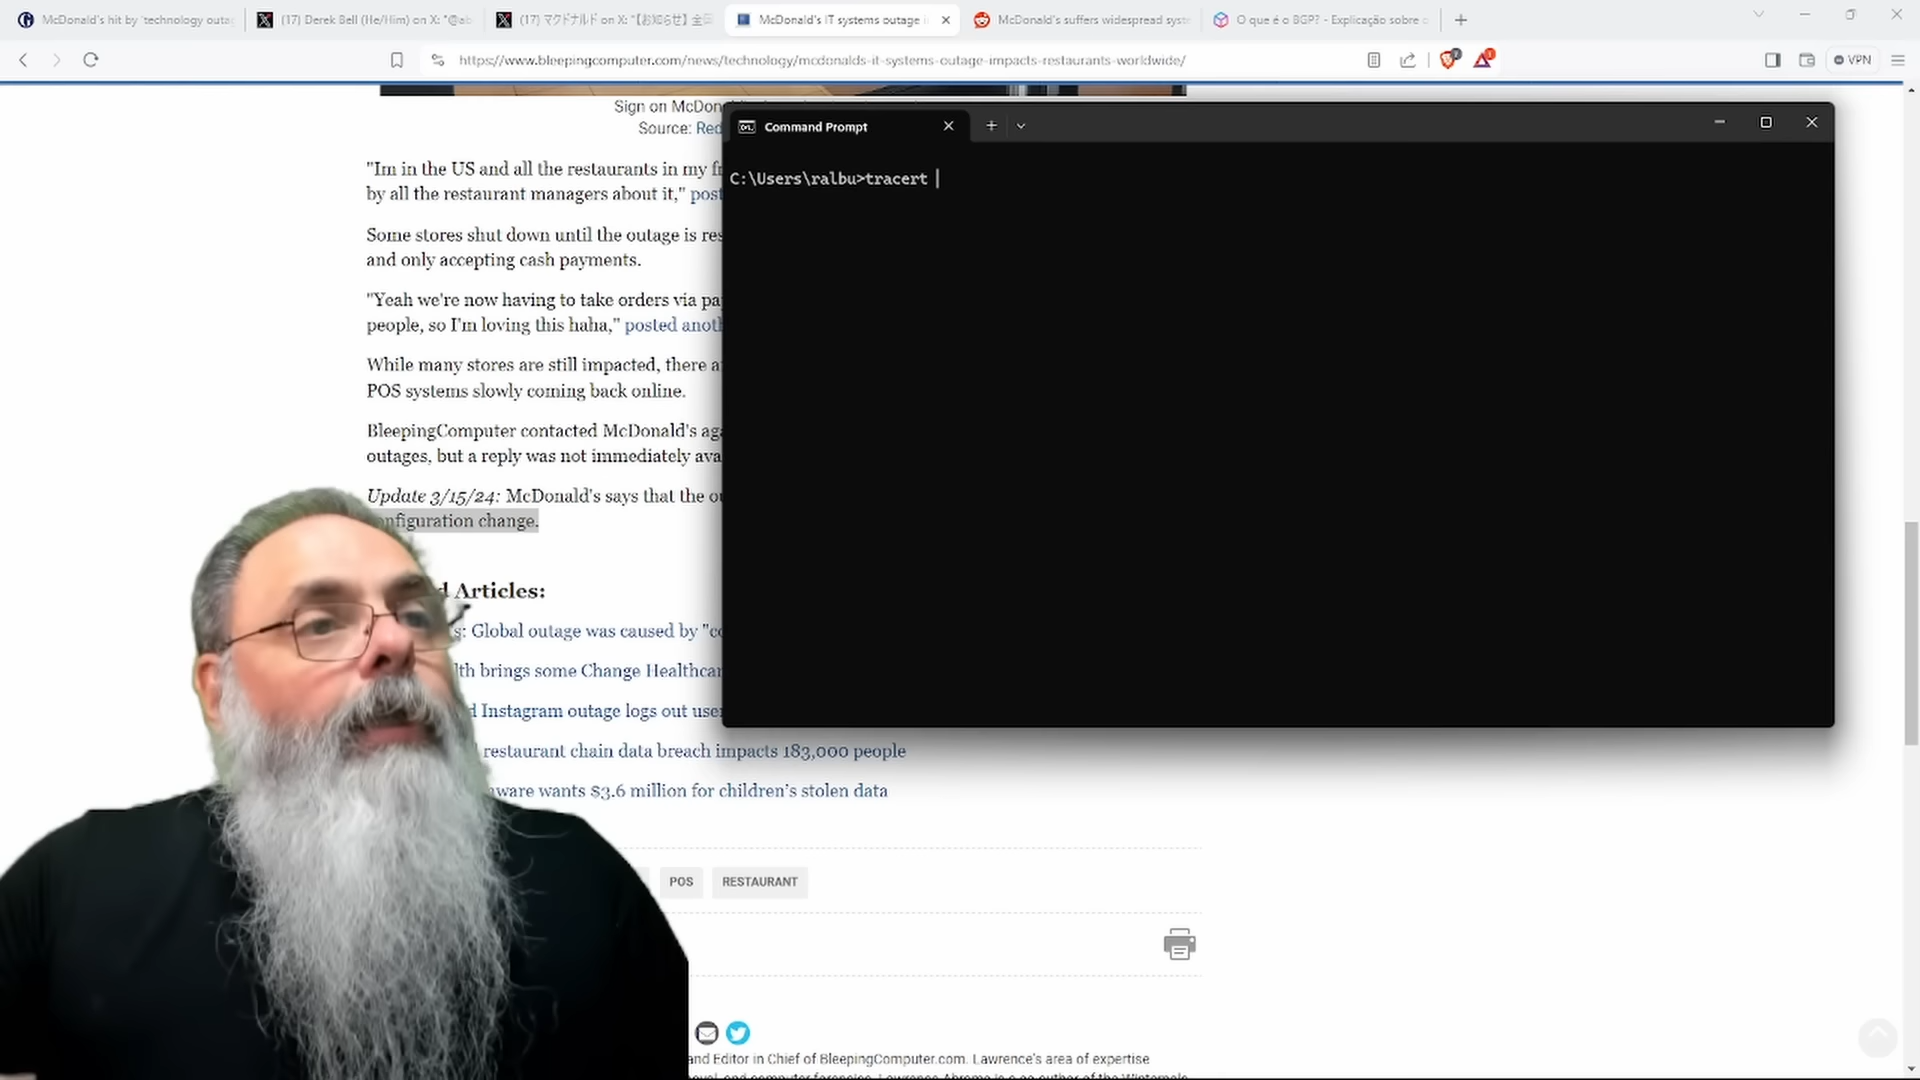 McDonald's hit by 'technology outa
(17) Derek Bell (He/Him) on X: "@ab
(17) マクドナルド on X: "【お知らせ】全国
McDonald's IT systems outage i
McDonald's suffers widespread syst
O que é o BGP? - Explicação sobre o
https://www.bleepingcomputer.com/news/technology/mcdonalds-it-systems-outage-impacts-restaurants-worldwide/
VPN
Sign on McDon
Source: Red
Command Prompt
C:\Users\ralbu>tracert
"Im in the US and all the restaurants in my fr
by all the restaurant managers about it," post
Some stores shut down until the outage is res
and only accepting cash payments.
"Yeah we're now having to take orders via pa
people, so I'm loving this haha," posted anoth
While many stores are still impacted, there a
POS systems slowly coming back online.
BleepingComputer contacted McDonald's aga
outages, but a reply was not immediately ava
Update 3/15/24: McDonald's says that the ou
onfiguration change.
d Articles:
s: Global outage was caused by "co
lth brings some Change Healthcar
d Instagram outage logs out user
restaurant chain data breach impacts 183,000 people
ware wants $3.6 million for children's stolen data
POS
RESTAURANT
and Editor in Chief of BleepingComputer.com. Lawrence's area of expertise